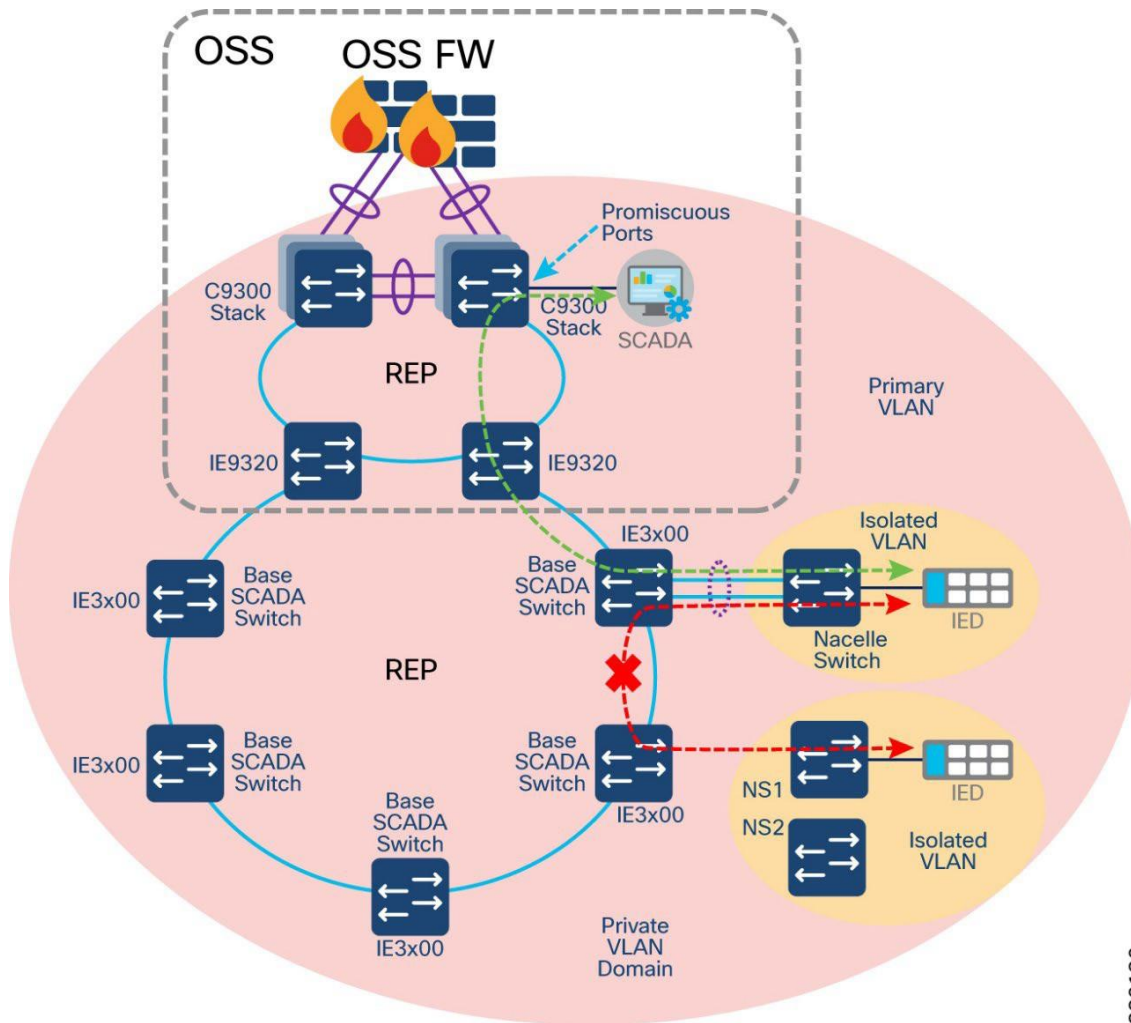 OSS
OSS FW
Promiscuous
Ports
C9300
Stack
C9300
Stack
SCADA
REP
Primary
VLAN
IE9320
IE9320
IE3x00
Isolated
VLAN
Base
SCADA
Switch
IE3x00
Base
SCADA
Switch
IED
Nacelle
Switch
REP
IE3x00
Base
SCADA
Switch
Base
SCADA
Switch
IE3x00
NS1
IED
NS2
Isolated
VLAN
Base
SCADA
Switch
IE3x00
Private
VLAN
Domain